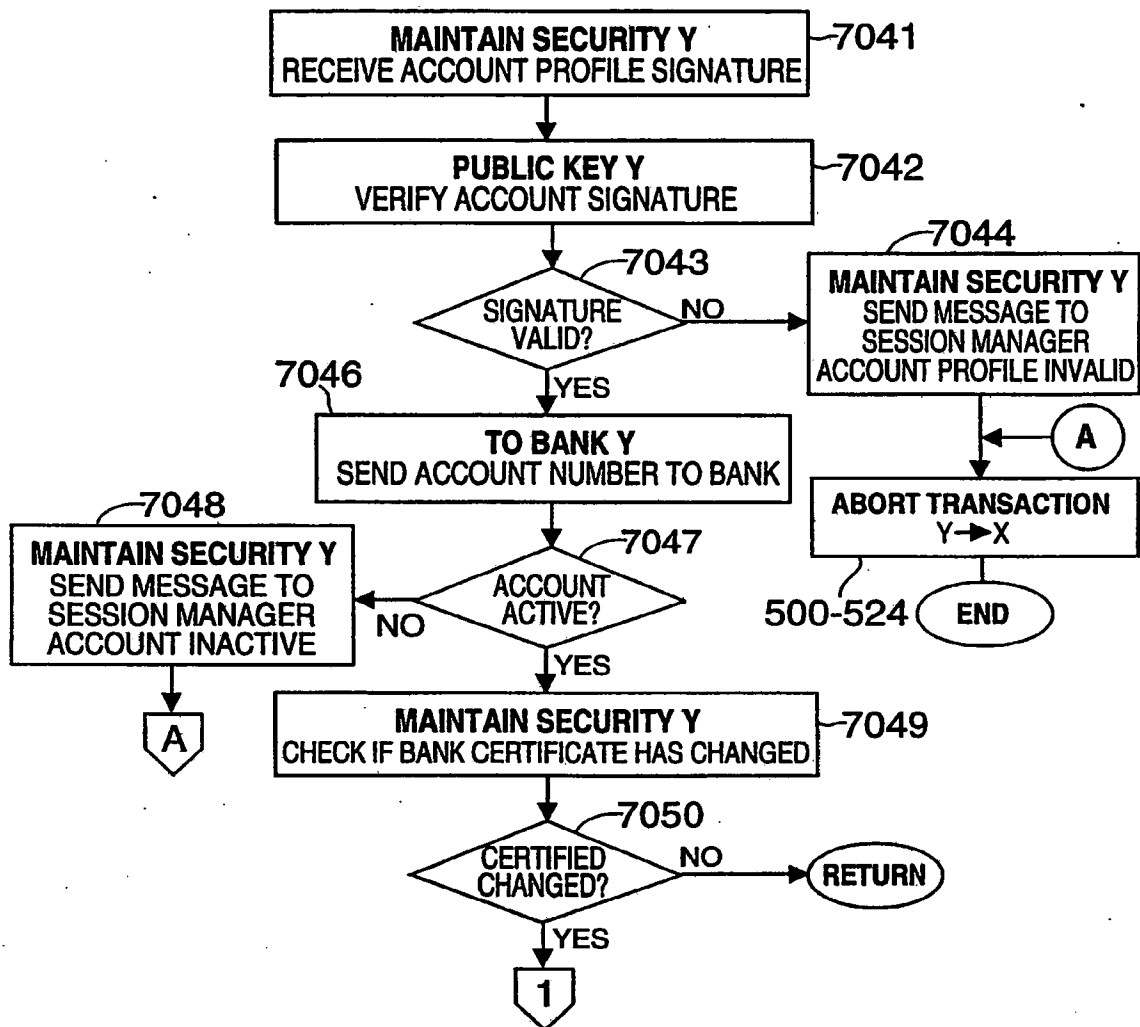 MAINTAIN SECURITY Y
RECEIVE ACCOUNT PROFILE SIGNATURE
7041
PUBLIC KEY Y
VERIFY ACCOUNT SIGNATURE
7042
7043
SIGNATURE
VALID?
NO
YES
7044
MAINTAIN SECURITY Y
SEND MESSAGE TO
SESSION MANAGER
ACCOUNT PROFILE INVALID
A
ABORT TRANSACTION
Y→X
500-524
END
7046
TO BANK Y
SEND ACCOUNT NUMBER TO BANK
7047
ACCOUNT
ACTIVE?
NO
YES
7048
MAINTAIN SECURITY Y
SEND MESSAGE TO
SESSION MANAGER
ACCOUNT INACTIVE
A
MAINTAIN SECURITY Y
CHECK IF BANK CERTIFICATE HAS CHANGED
7049
7050
CERTIFIED
CHANGED?
NO
RETURN
YES
1